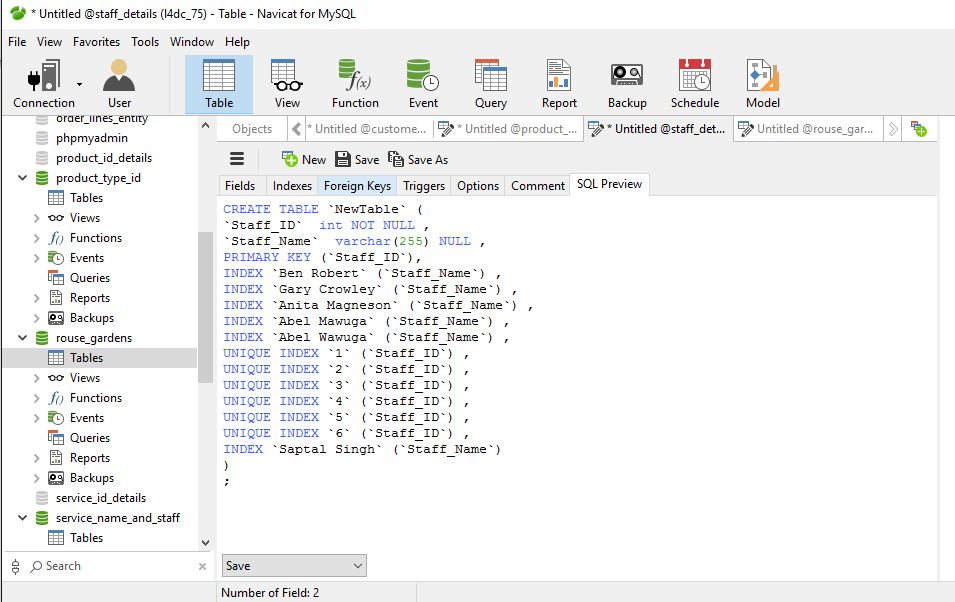 * Untitled @staff_details (l4dc_75) - Table - Navicat for MySQL
File View Favorites Tools Window Help
Connection User Table View Function Event Query Report Backup Schedule Model
order_lines_entity
phpmyadmin
product_id_details
product_type_id
Tables
Views
Functions
Events
Queries
Reports
Backups
rouse_gardens
Tables
Views
Functions
Events
Queries
Reports
Backups
service_id_details
service_name_and_staff
Tables
Search
Objects * Untitled @custome... * Untitled @product_... * Untitled @staff_det... Untitled @rouse_gar...
New Save Save As
Fields Indexes Foreign Keys Triggers Options Comment SQL Preview
CREATE TABLE `NewTable` (
`Staff_ID`  int NOT NULL ,
`Staff_Name`  varchar(255) NULL ,
PRIMARY KEY (`Staff_ID`),
INDEX `Ben Robert` (`Staff_Name`) ,
INDEX `Gary Crowley` (`Staff_Name`) ,
INDEX `Anita Magneson` (`Staff_Name`) ,
INDEX `Abel Mawuga` (`Staff_Name`) ,
INDEX `Abel Wawuga` (`Staff_Name`) ,
UNIQUE INDEX `1` (`Staff_ID`) ,
UNIQUE INDEX `2` (`Staff_ID`) ,
UNIQUE INDEX `3` (`Staff_ID`) ,
UNIQUE INDEX `4` (`Staff_ID`) ,
UNIQUE INDEX `5` (`Staff_ID`) ,
UNIQUE INDEX `6` (`Staff_ID`) ,
INDEX `Saptal Singh` (`Staff_Name`)
)
;
Save
Number of Field: 2